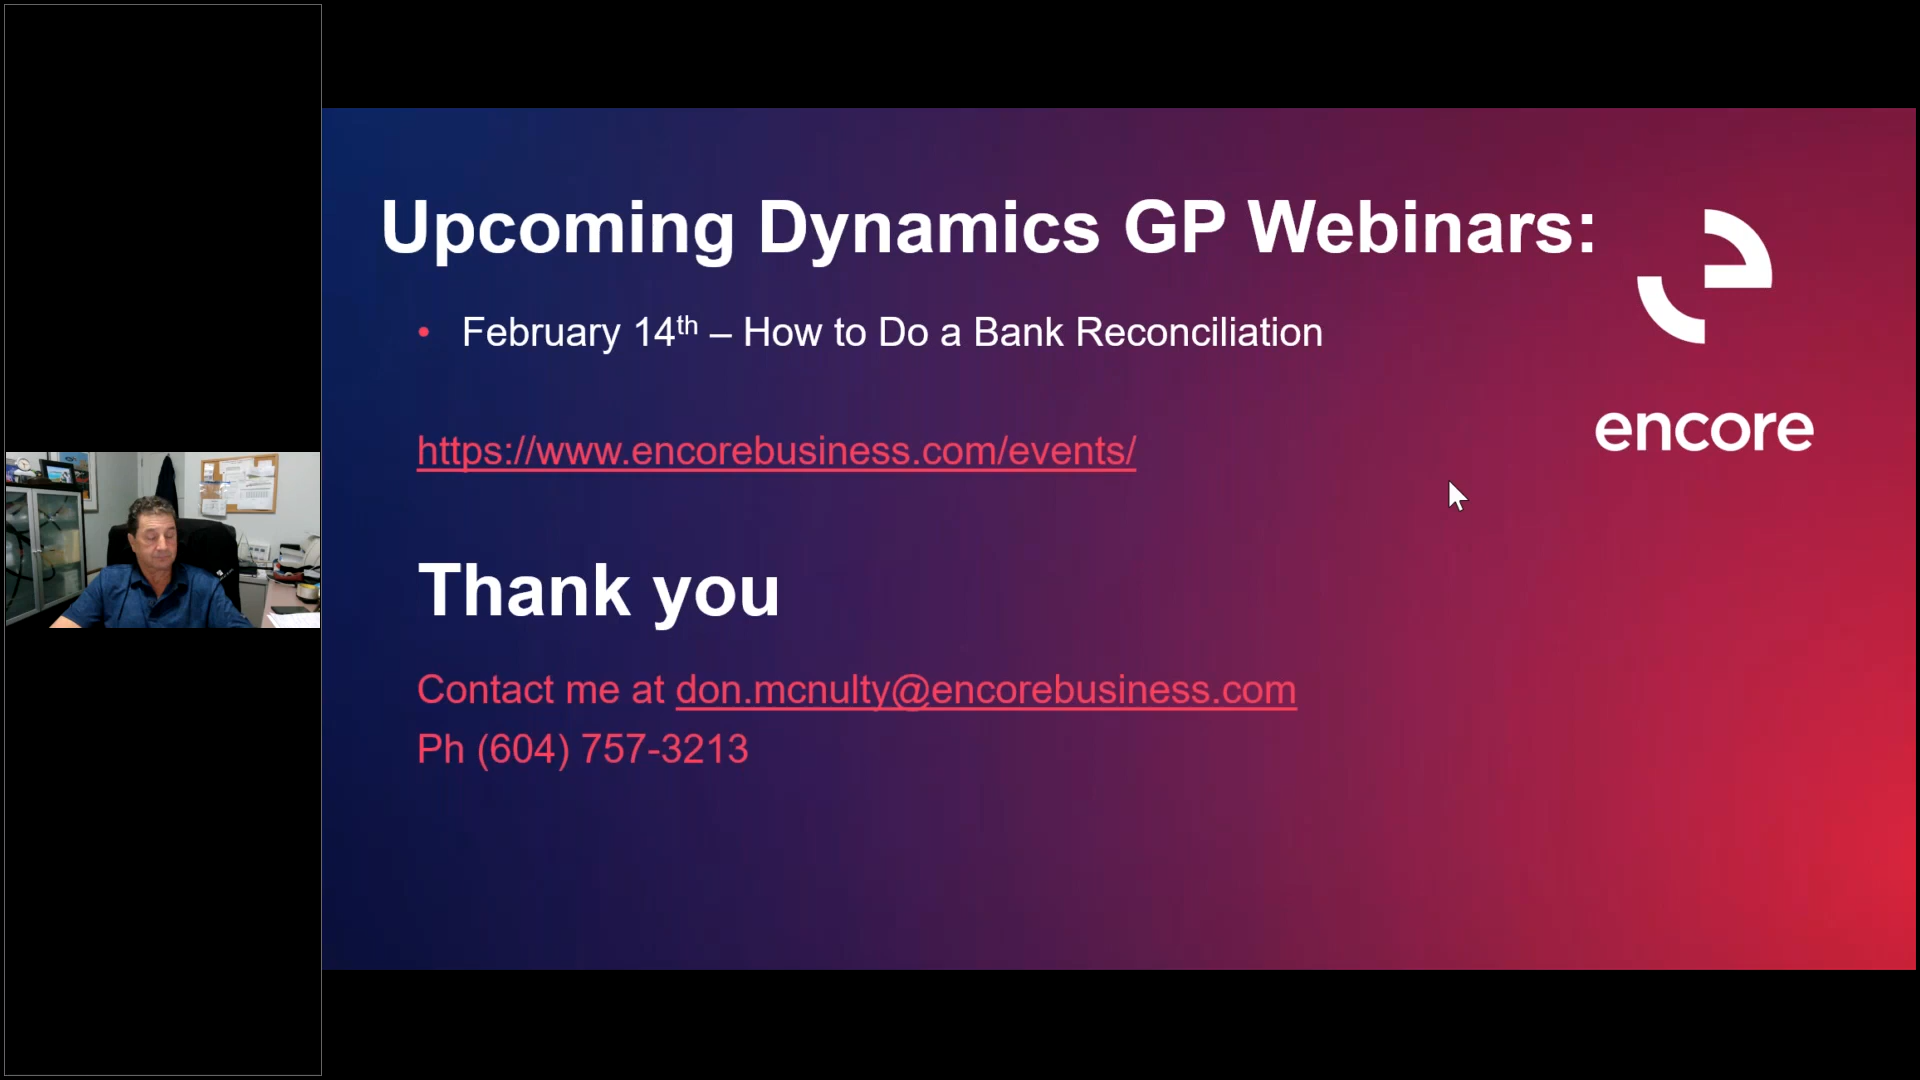 Upcoming Dynamics GP Webinars:
• February 14th – How to Do a Bank Reconciliation
https://www.encorebusiness.com/events/
encore
Thank you
Contact me at don.mcnulty@encorebusiness.com
Ph (604) 757-3213